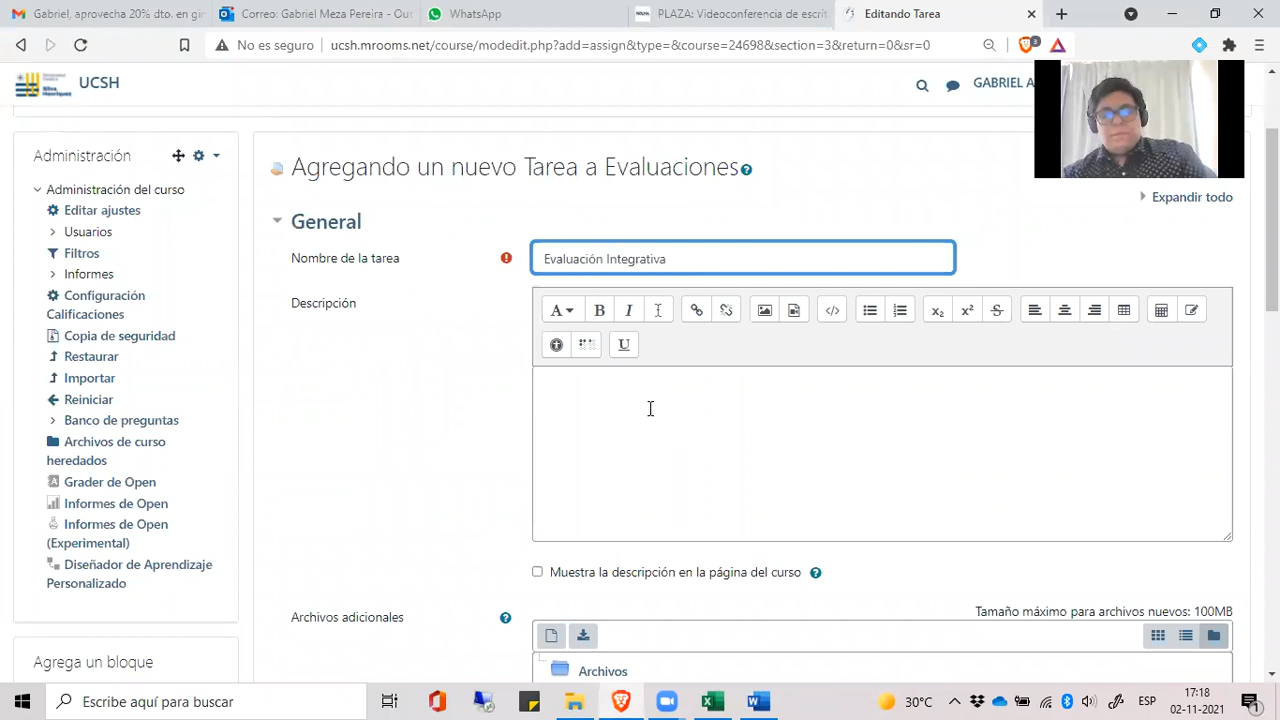 Gabriel, aprovecha 20% dto. en gi
Correo: Gabriel Meza Pereira - Out
WhatsApp
PLAZA: Videoconferencia de escrit
Editando Tarea
No es seguro
ucsh.mrooms.net/course/modedit.php?add=assign&type=&course=24698&section=3&return=0&sr=0
3
Silva Henríquez
UCSH
GABRIEL A
Administración
Administración del curso
Editar ajustes
Usuarios
Filtros
Informes
Configuración
Calificaciones
Copia de seguridad
Restaurar
Importar
Reiniciar
Banco de preguntas
Archivos de curso
heredados
Grader de Open
Informes de Open
Informes de Open
(Experimental)
Diseñador de Aprendizaje
Personalizado
Agrega un bloque
Agregando un nuevo Tarea a Evaluaciones
Expandir todo
General
Nombre de la tarea
Evaluación Integrativa
Descripción
Muestra la descripción en la página del curso
Tamaño máximo para archivos nuevos: 100MB
Archivos adicionales
Archivos
Escribe aquí para buscar
30°C
ESP
17:18
02-11-2021